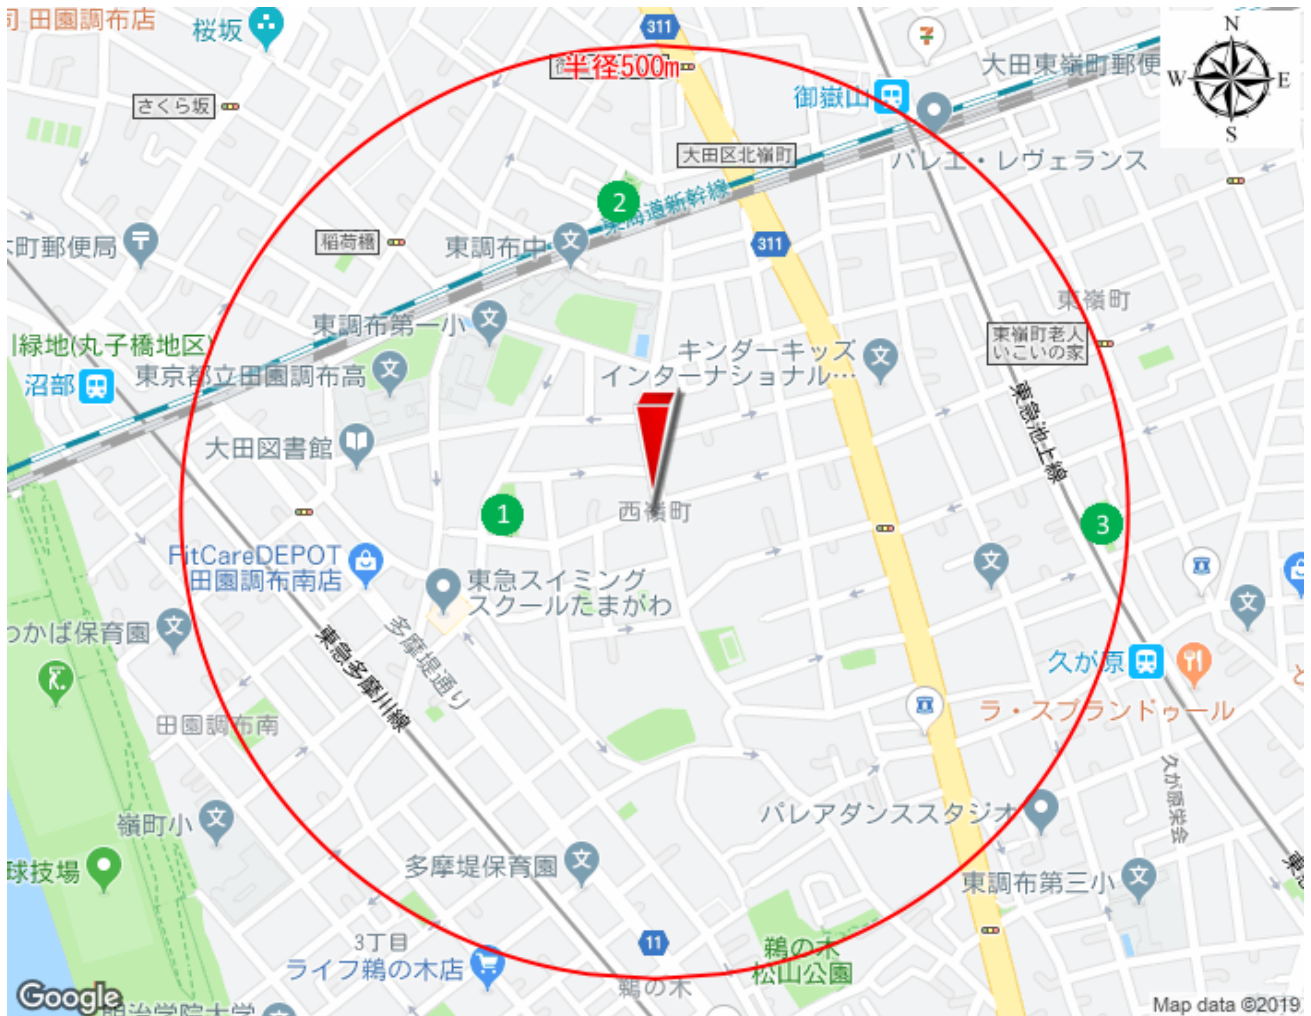 司 田園調布店
桜坂
311
半径500m
N
W E
S
大田東嶺町郵便
御嶽山
さくら坂
大田区北嶺町
バレエ・レヴェランス
2
東海道新幹線
稲荷橋
東調布中
町郵便局
311
東嶺町
東調布第一小
東嶺町老人
いこいの家
緑地(丸子橋地区)
キンダーキッズ
インターナショナル…
沼部
東京都立田園調布高
東急池上線
大田図書館
1
西嶺町
3
FitCareDEPOT
田園調布南店
東急スイミング
スクールたまがわ
わかば保育園
多摩堤通り
東急多摩川線
久が原
ラ・スブランドゥール
田園調布南
久が原栄会
嶺町小
パレアダンススタジオ
球技場
多摩堤保育園
東調布第三小
3丁目
ライフ鵜の木店
11
鵜の木
松山公園
鵜の木
Google
明治学院大学
Map data ©2019